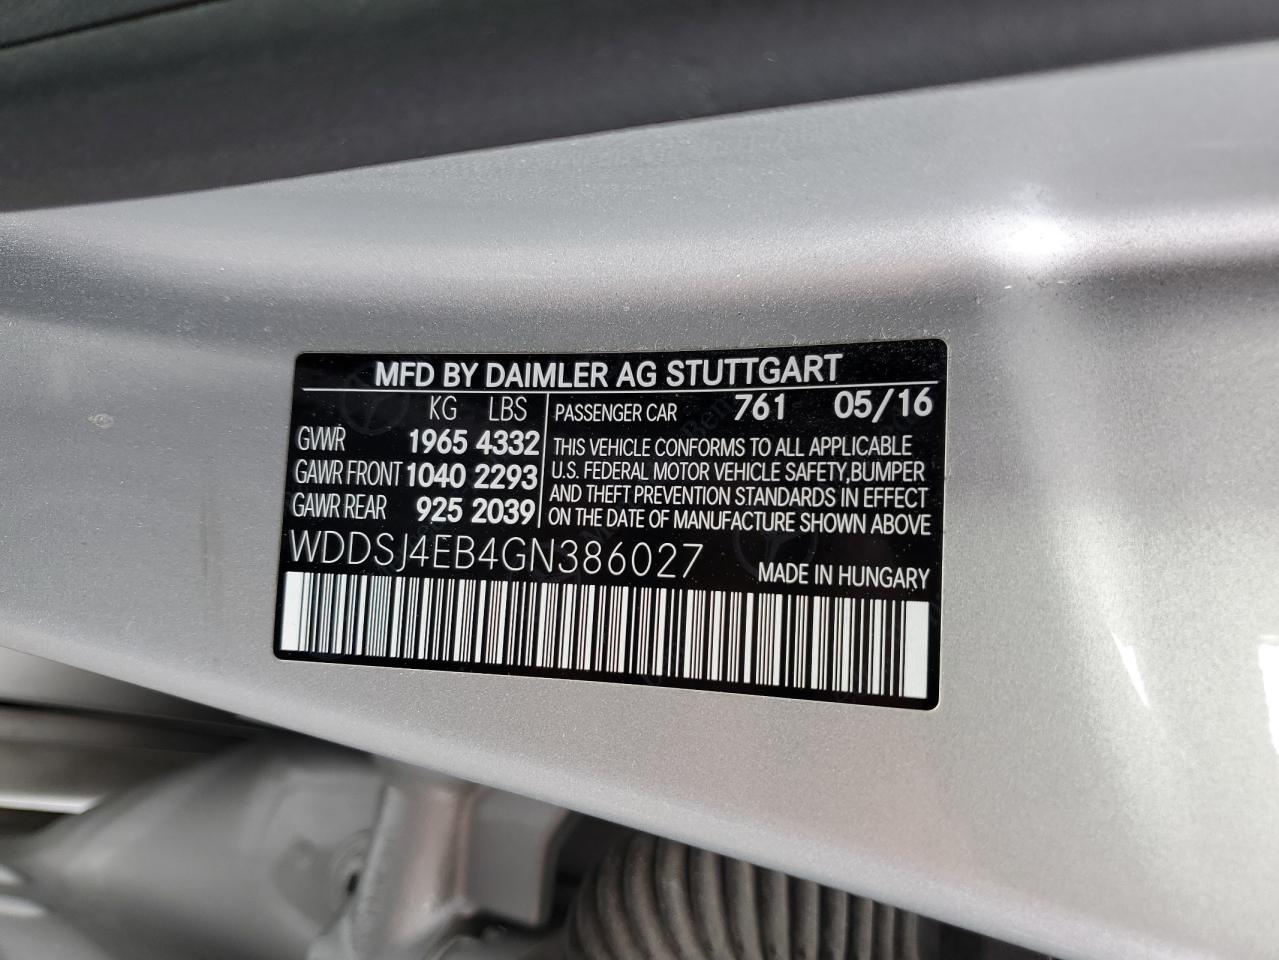 MFD BY DAIMLER AG STUTTGART
KG LBS
GVWR 1965 4332
GAWR FRONT 1040 2293
GAWR REAR 925 2039
PASSENGER CAR 761 05/16
THIS VEHICLE CONFORMS TO ALL APPLICABLE
U.S. FEDERAL MOTOR VEHICLE SAFETY,BUMPER
AND THEFT PREVENTION STANDARDS IN EFFECT
ON THE DATE OF MANUFACTURE SHOWN ABOVE
WDDSJ4EB4GN386027
MADE IN HUNGARY